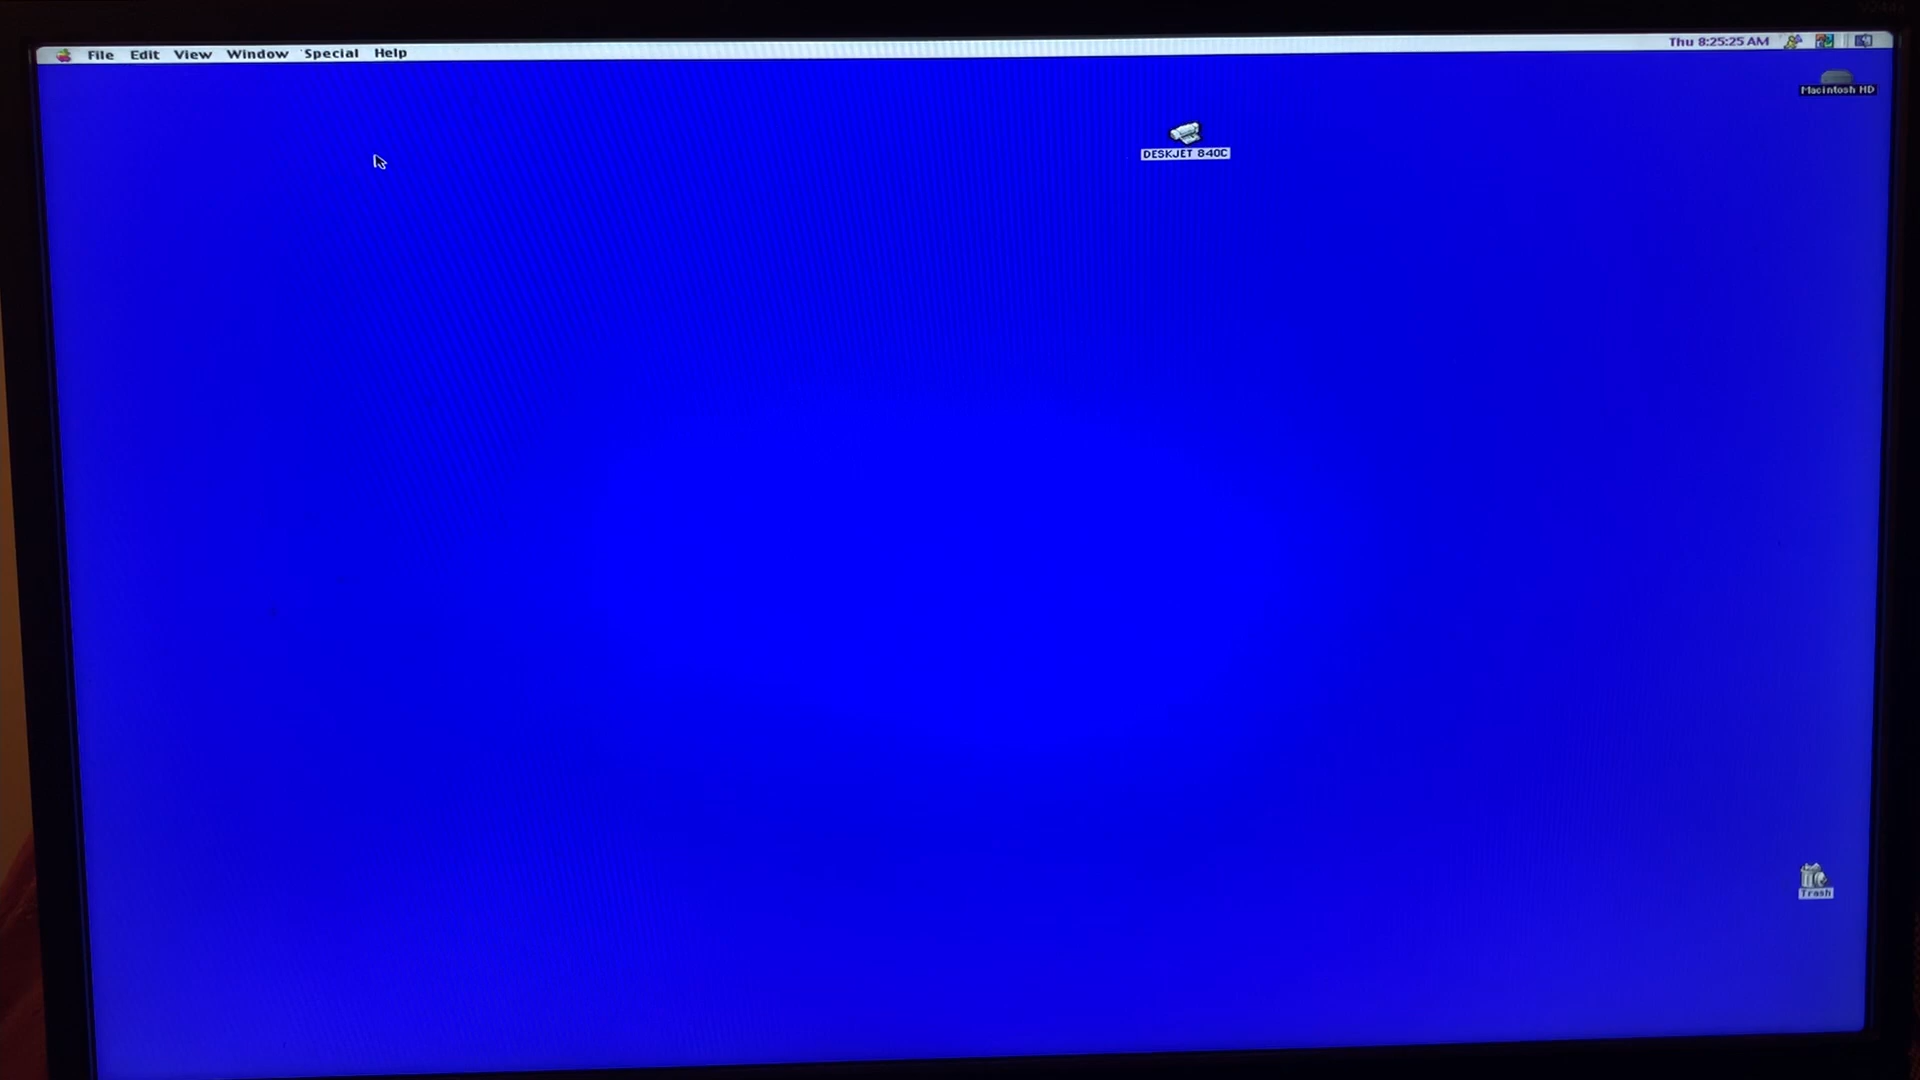 File Edit View Window Special Help
Thu 8:25:25 AM
Macintosh HD
DESKJET 840C
Trash